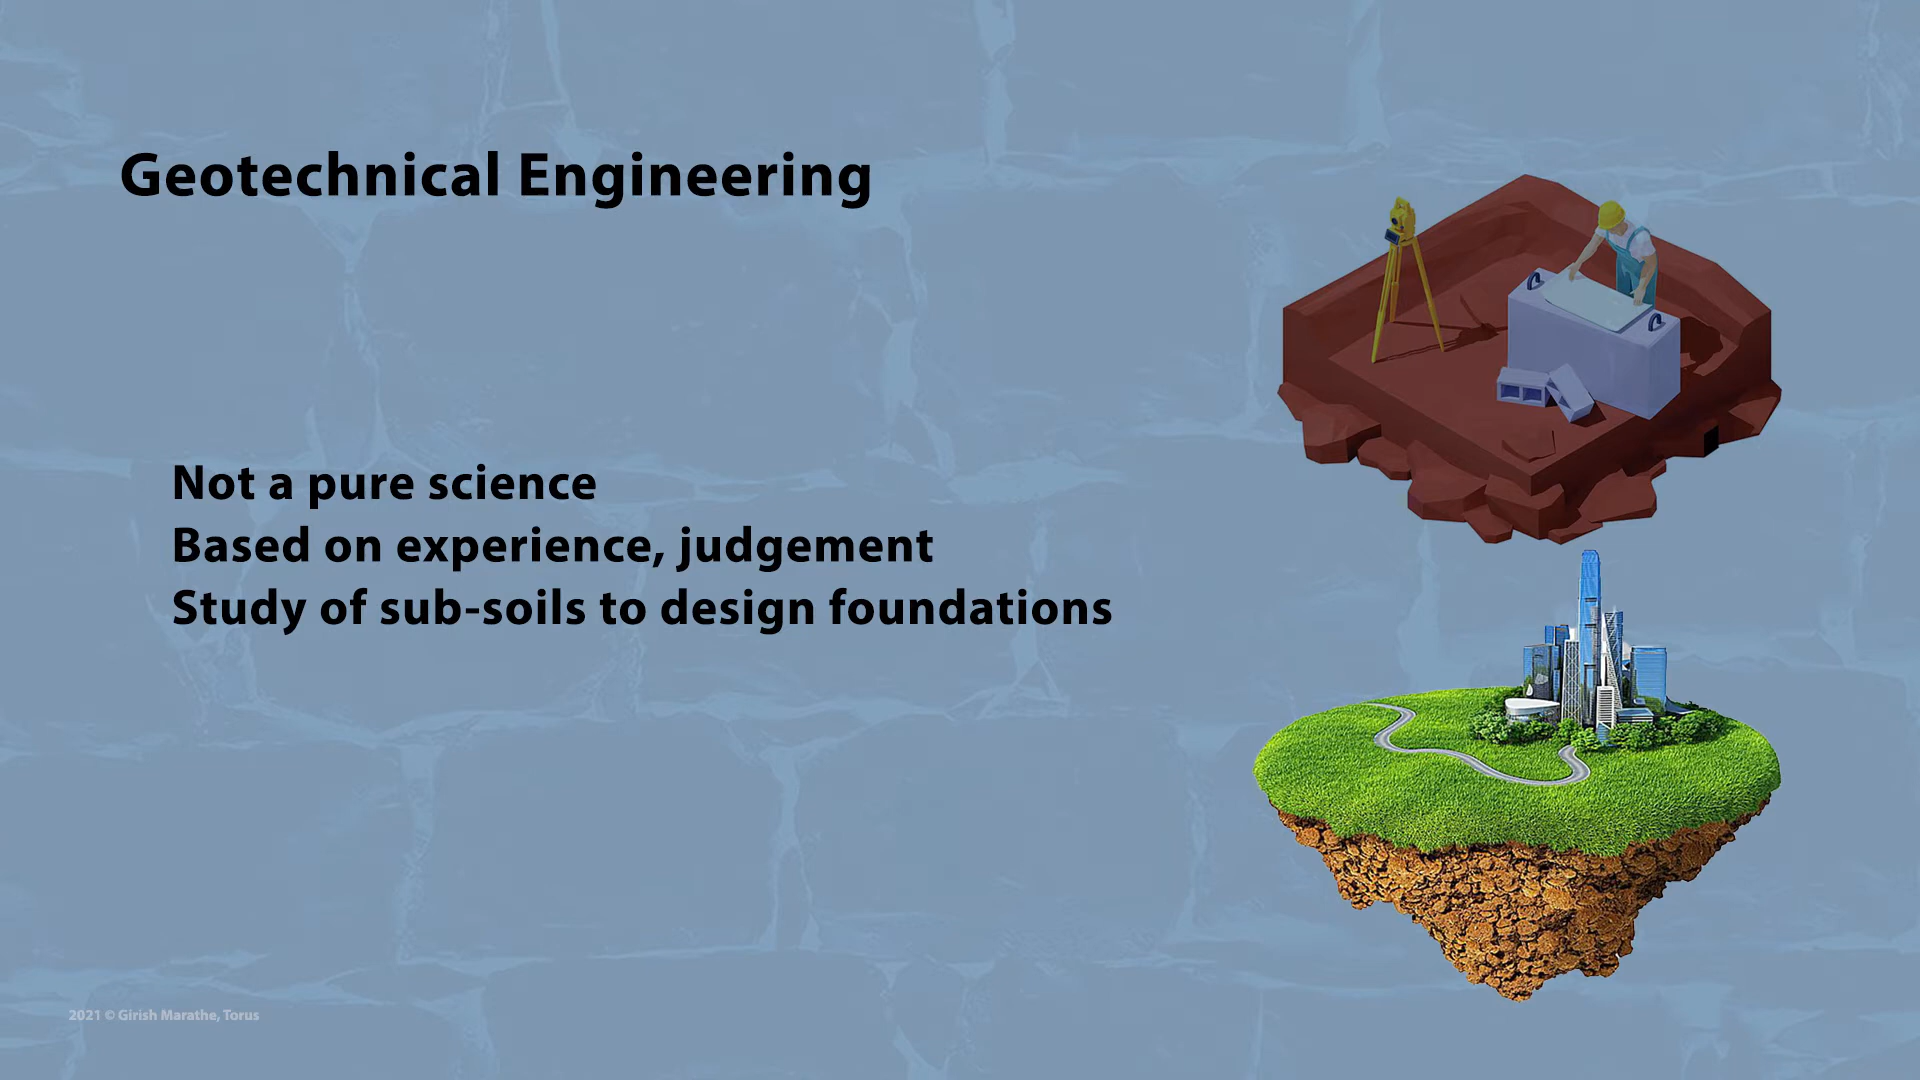 Geotechnical Engineering
Not a pure science
Based on experience, judgement
Study of sub-soils to design foundations
2021 © Girish Marathe, Torus